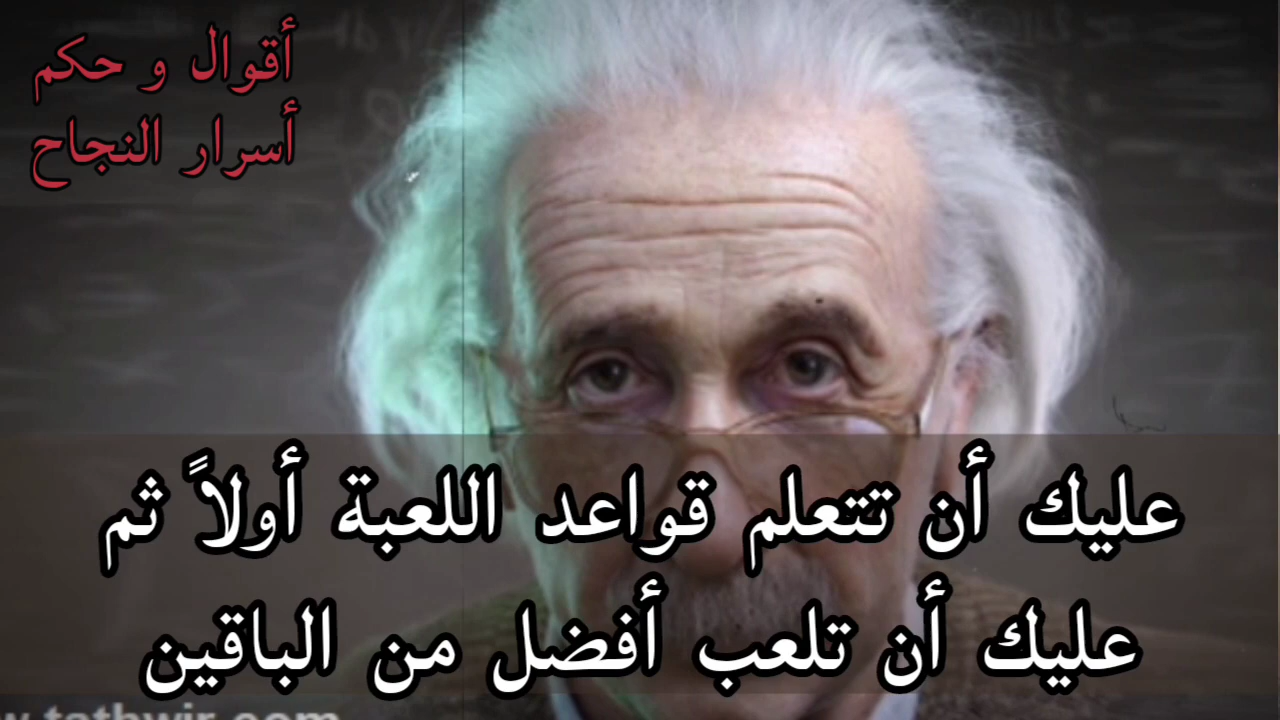 أقوال و حكم
أسرار النجاح
عليك أن تتعلم قواعد اللعبة أولاً ثم
عليك أن تلعب أفضل من الباقين